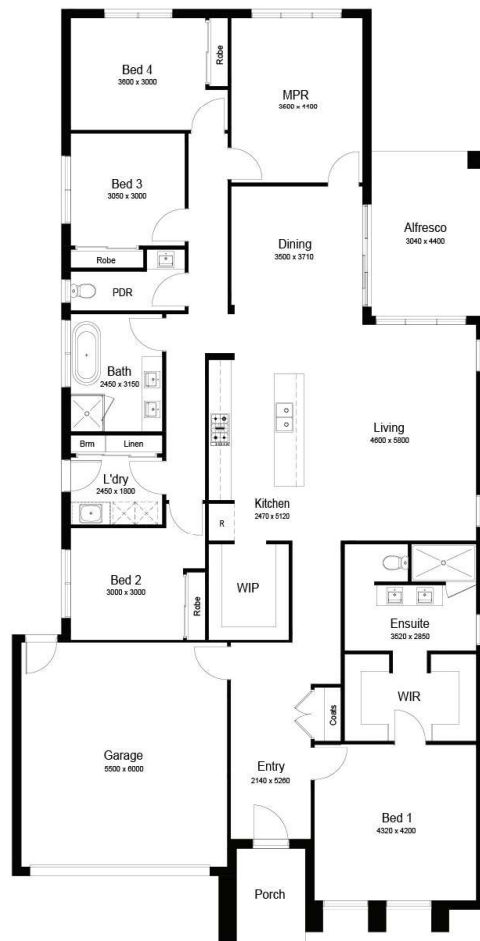 Bed 4
3600 x 3000
Robe
MPR
3600 x 4400
Bed 3
3050 x 3000
Robe
Dining
3500 x 3710
Alfresco
3040 x 4400
PDR
Bath
2450 x 3150
Brm
Linen
L'dry
2450 x 1800
Living
4600 x 5800
Kitchen
2470 x 5120
R
Bed 2
3000 x 3000
Robe
WIP
Ensuite
3520 x 2850
WIR
Coats
Garage
5500 x 6000
Entry
2140 x 5260
Bed 1
4320 x 4200
Porch